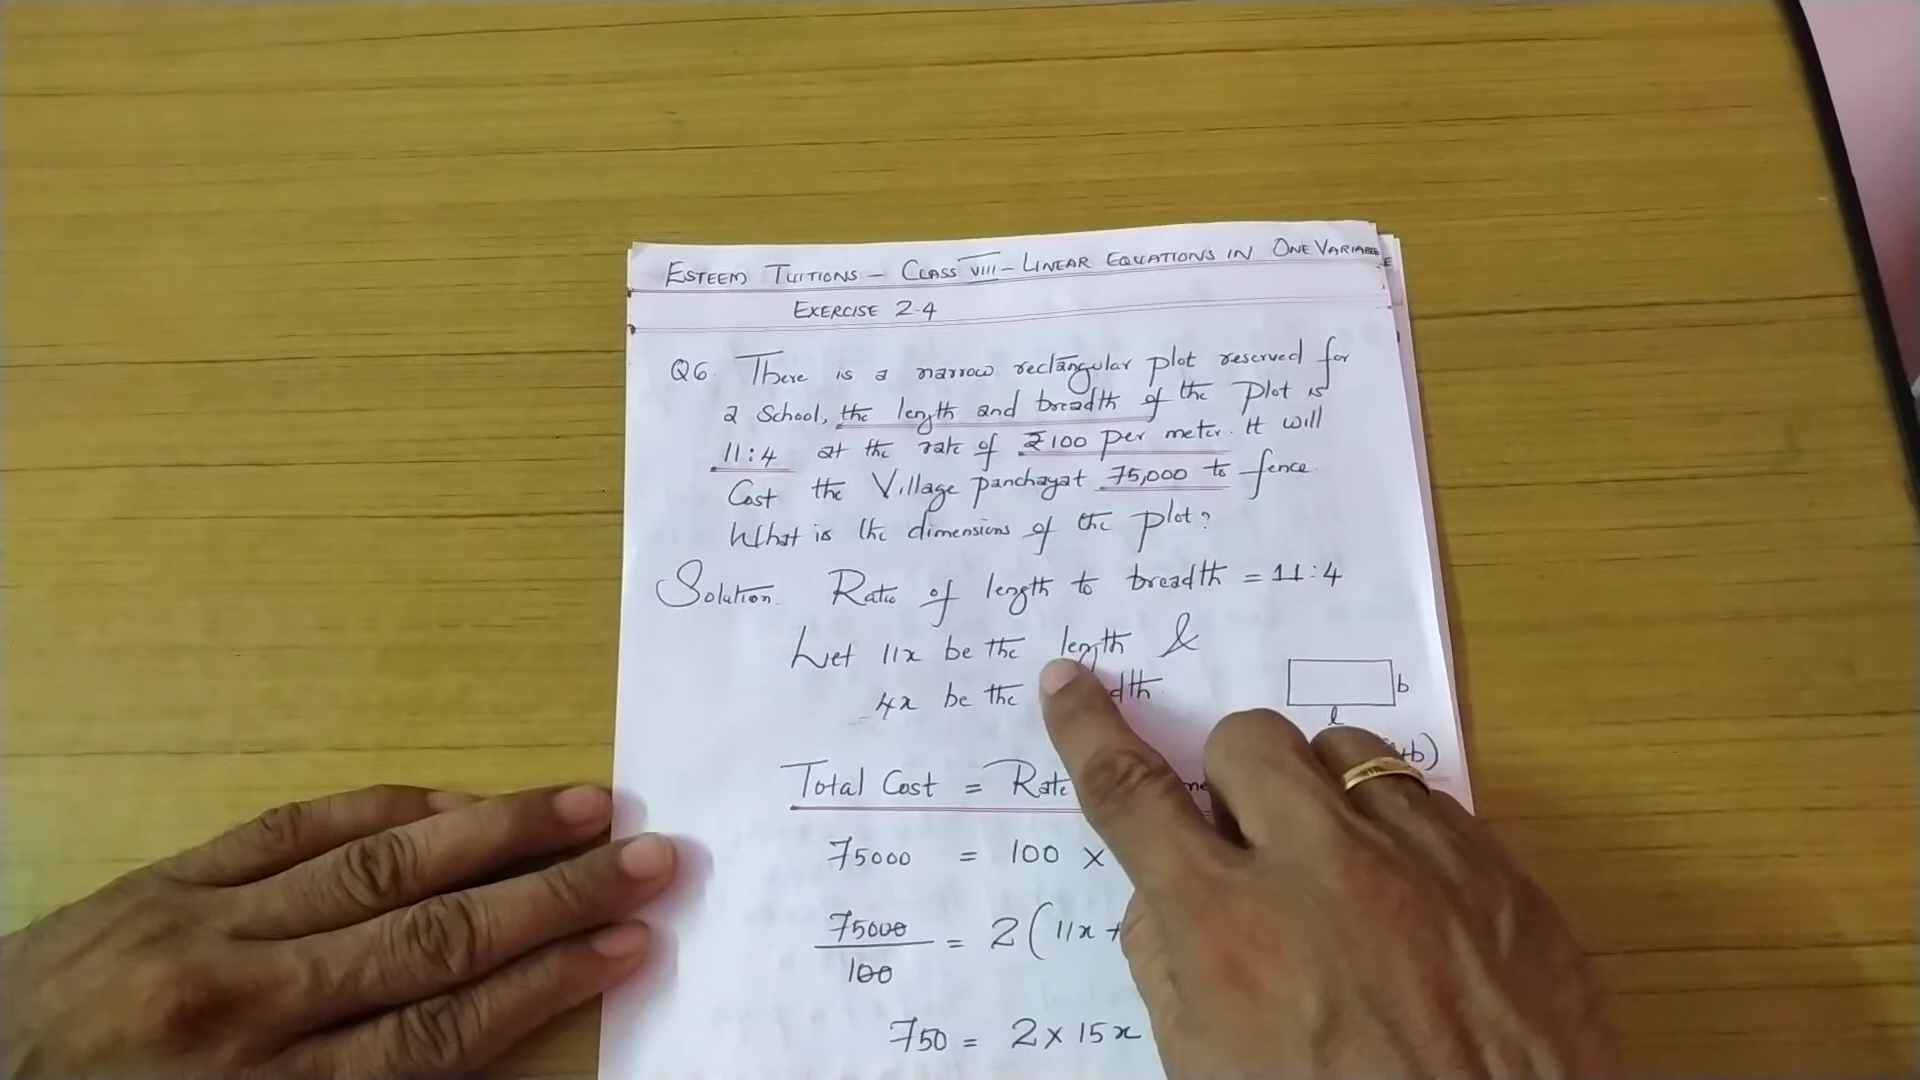 ESTEEM TUITIONS – CLASS VIII – LINEAR EQUATIONS IN ONE VARIABLE
EXERCISE 2.4
Q6. There is a narrow rectangular plot reserved for
a School, the length and breadth of the Plot is
11:4 at the rate of ₹100 per meter. It will
Cost the Village panchayat 75,000 to fence.
What is the dimensions of the plot?
Solution. Ratio of length to breadth = 11:4
Let 11x be the length &
4x be the
b
l
+b)
Total Cost = Rate
75000 = 100 ×
75000/100 = 2(11x +
750 = 2 × 15x